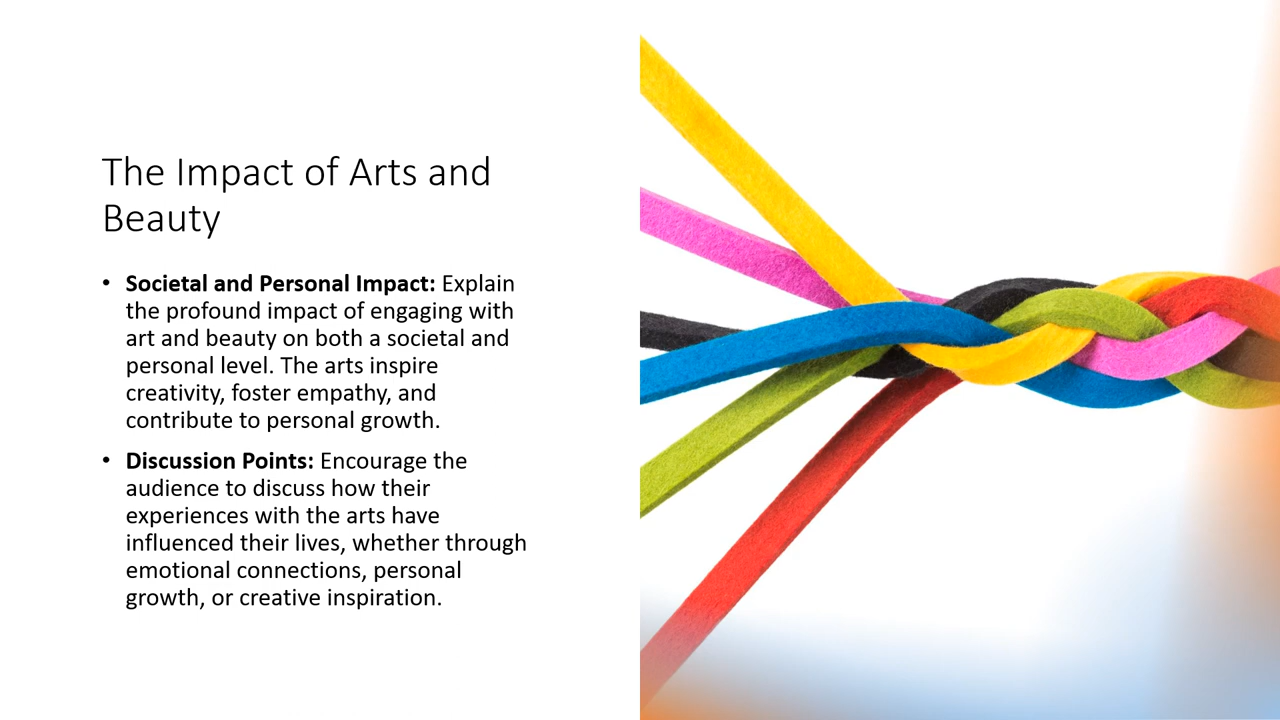 The Impact of Arts and
Beauty
• Societal and Personal Impact: Explain
the profound impact of engaging with
art and beauty on both a societal and
personal level. The arts inspire
creativity, foster empathy, and
contribute to personal growth.
• Discussion Points: Encourage the
audience to discuss how their
experiences with the arts have
influenced their lives, whether through
emotional connections, personal
growth, or creative inspiration.